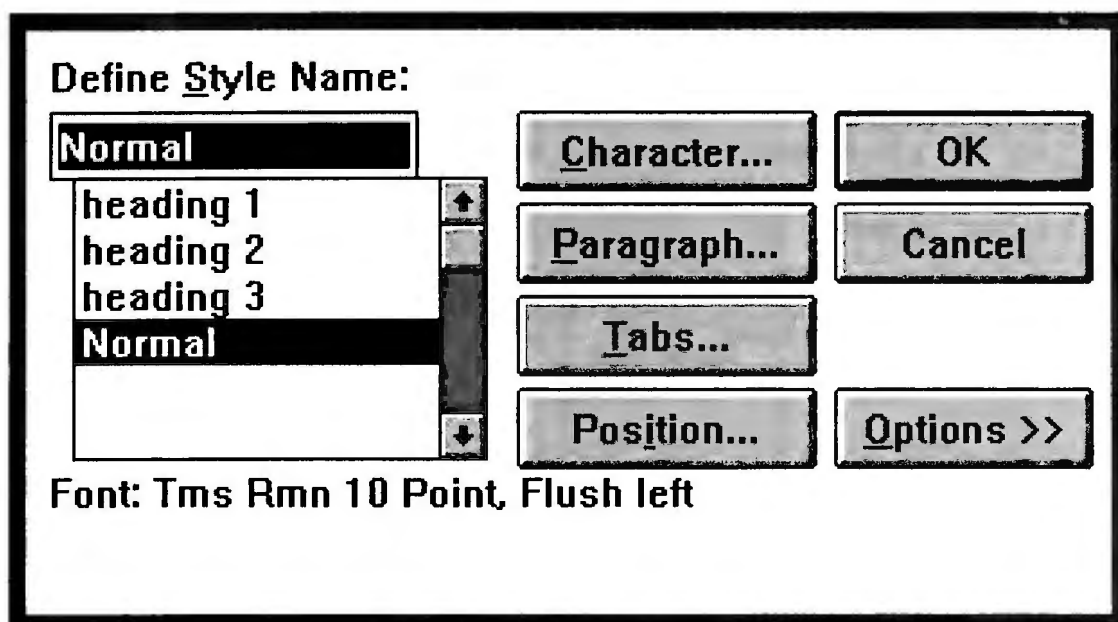 Define Style Name:
Normal
heading 1
heading 2
heading 3
Normal
Character...
Paragraph...
Tabs...
Position...
OK
Cancel
Options >>
Font: Tms Rmn 10 Point, Flush left